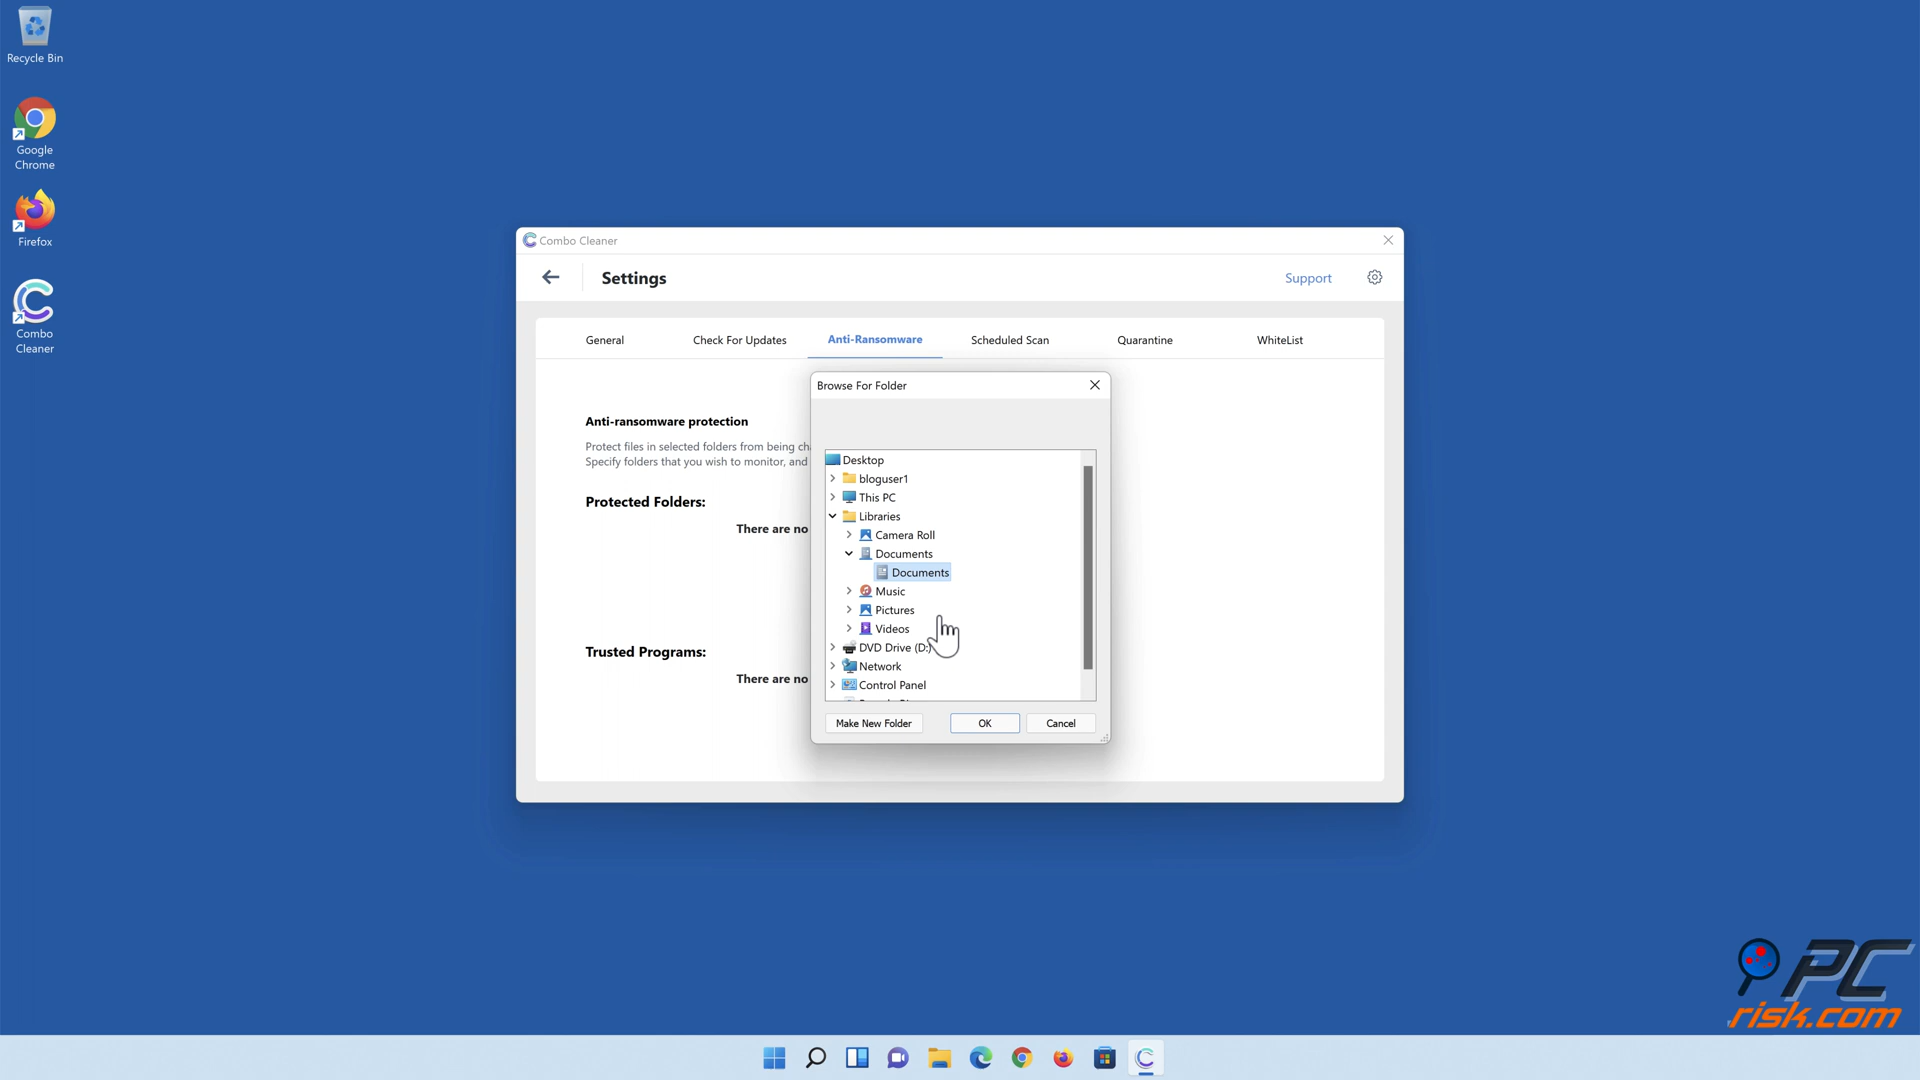 Recycle Bin
Google
Chrome
Firefox
Combo
Cleaner
Combo Cleaner
Settings
Support
General
Check For Updates
Anti-Ransomware
Scheduled Scan
Quarantine
WhiteList
Anti-ransomware protection
Protect files in selected folders from being ch
Specify folders that you wish to monitor, and
Protected Folders:
There are no
Trusted Programs:
There are no
Browse For Folder
Desktop
bloguser1
This PC
Libraries
Camera Roll
Documents
Documents
Music
Pictures
Videos
DVD Drive (D:)
Network
Control Panel
Make New Folder
OK
Cancel
PC
risk.com